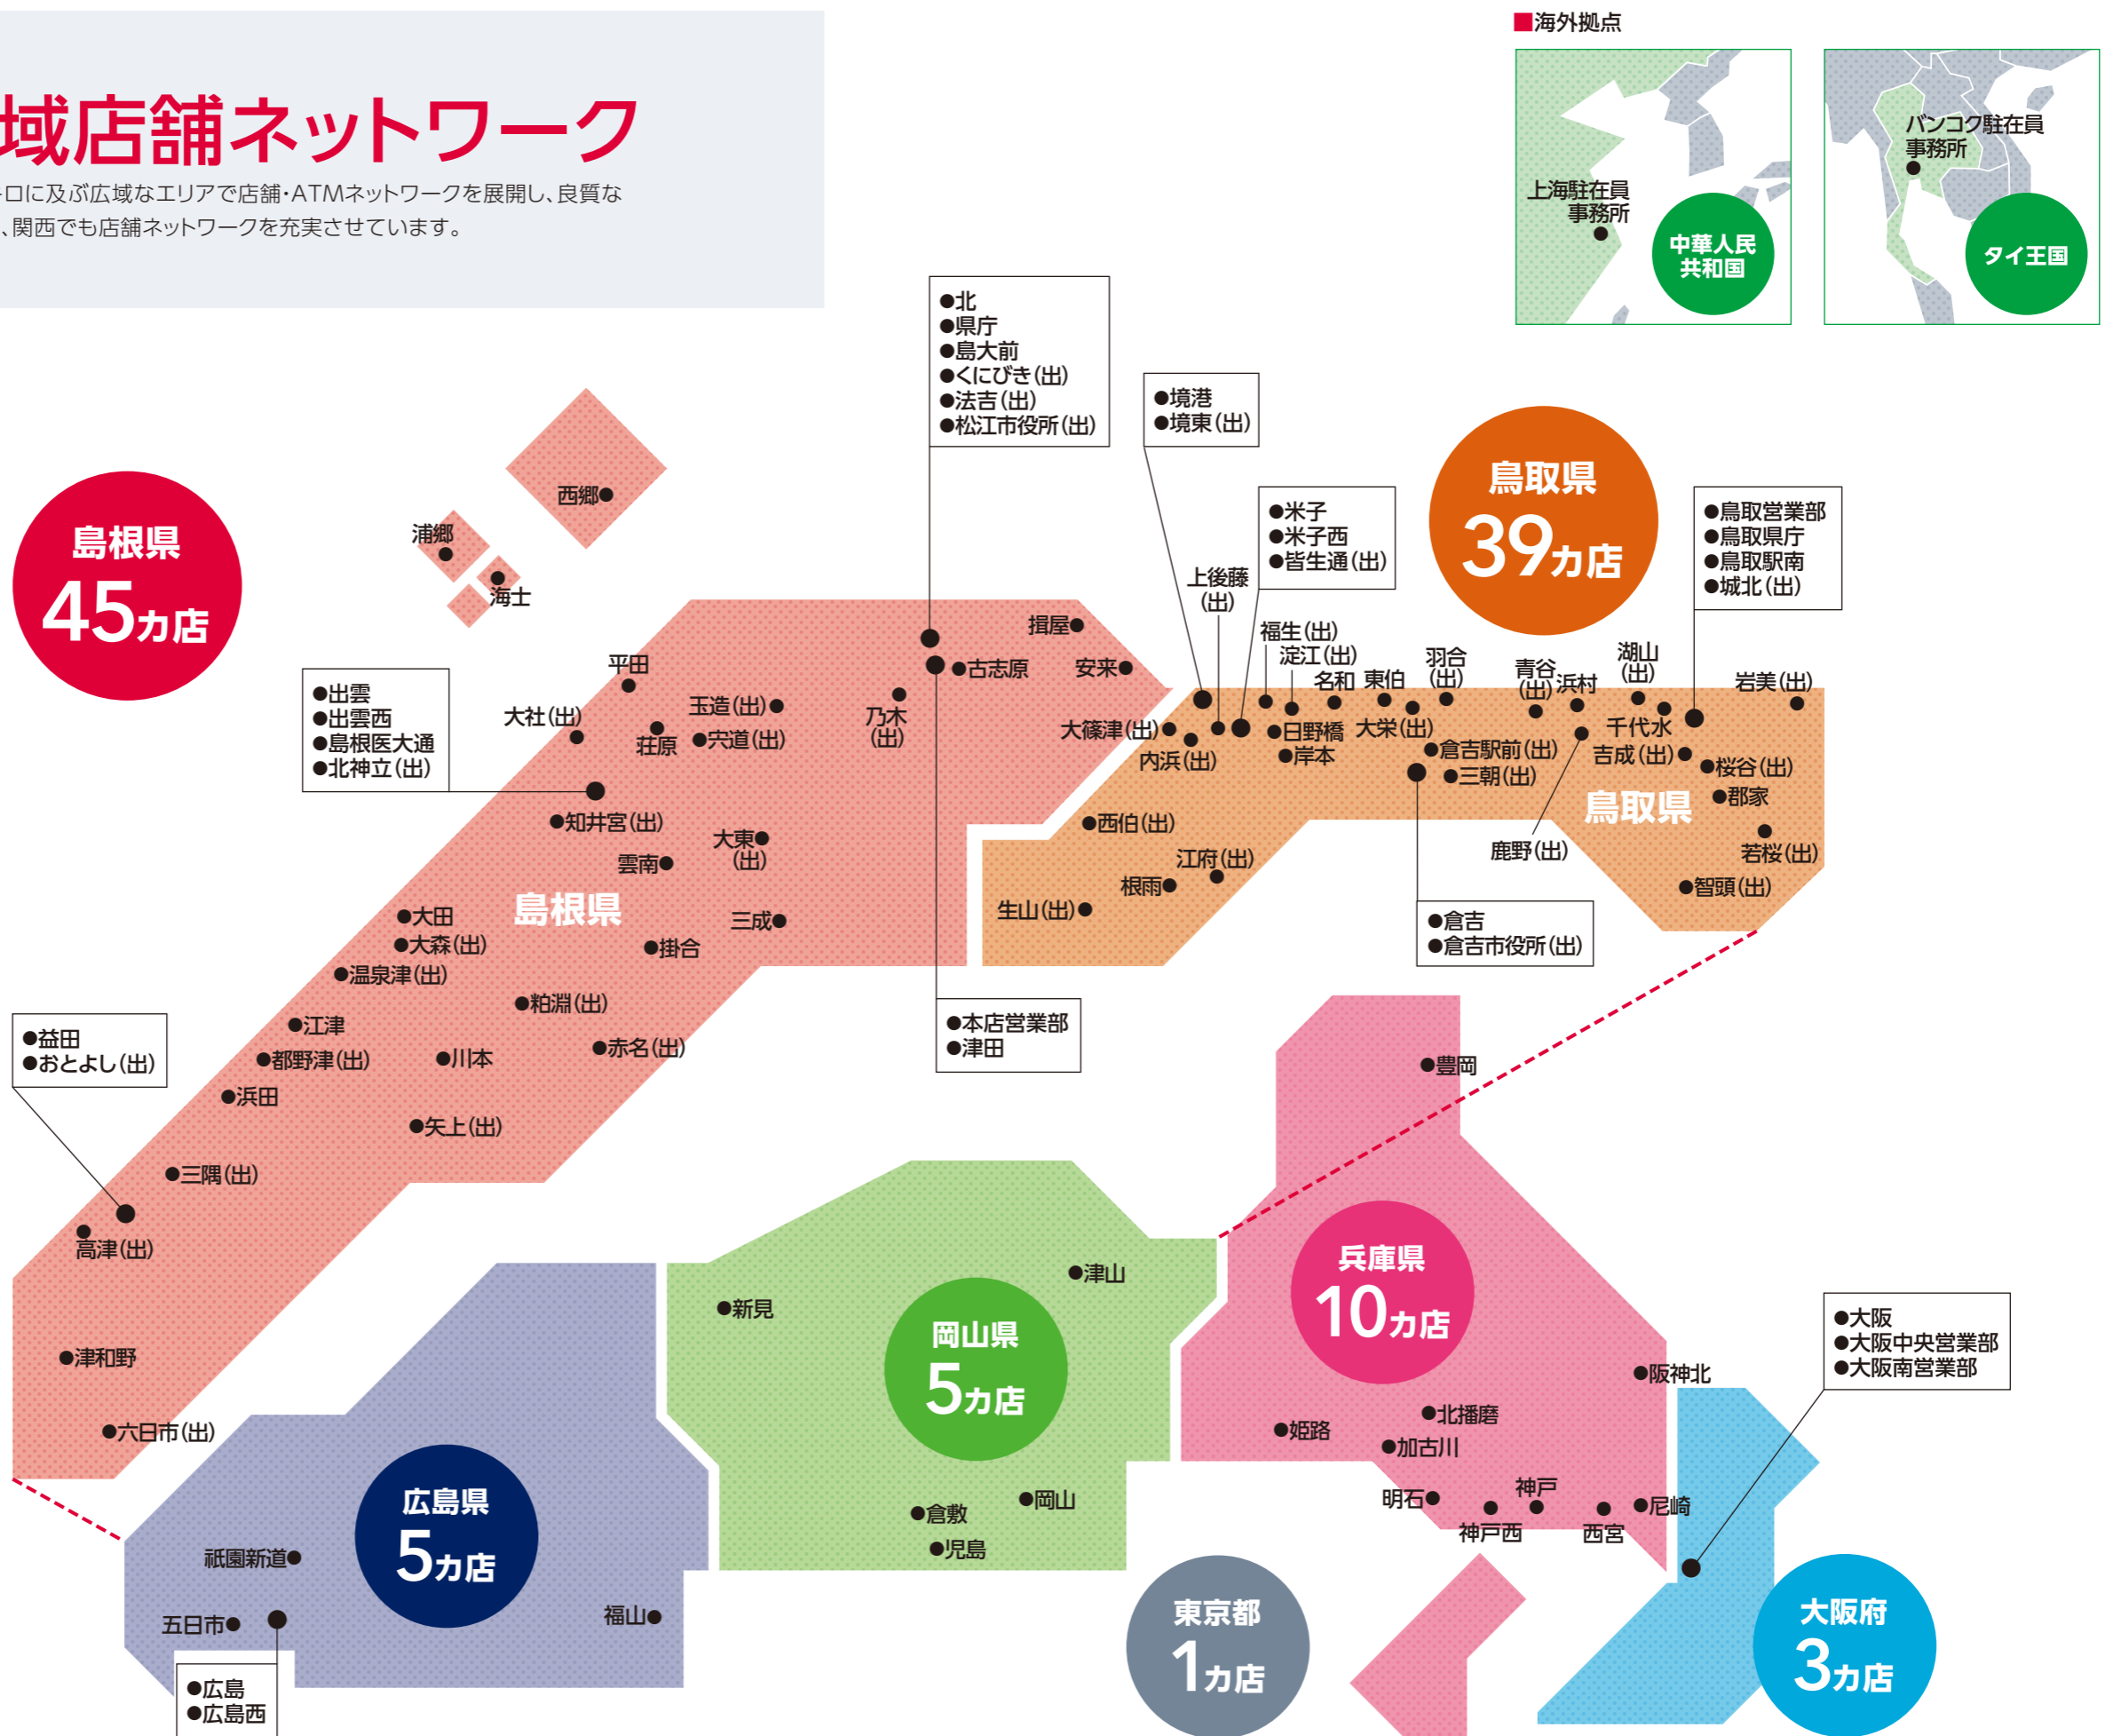 域店舗ネットワーク
キロに及ぶ広域なエリアで店舗・ATMネットワークを展開し、良質な
、関西でも店舗ネットワークを充実させています。
■海外拠点
上海駐在員
事務所
中華人民
共和国
バンコク駐在員
事務所
タイ王国
島根県
45カ店
西郷●
浦郷
海士
●北
●県庁
●島大前
●くにびき(出)
●法吉(出)
●松江市役所(出)
●境港
●境東(出)
●米子
●米子西
●皆生通(出)
鳥取県
39カ店
●鳥取営業部
●鳥取県庁
●鳥取駅南
●城北(出)
●出雲
●出雲西
●島根医大通
●北神立(出)
平田
大社(出)
荘原
玉造(出)●
●宍道(出)
乃木
(出)
●古志原
揖屋●
安来●
●知井宮(出)
雲南●
大東●
(出)
島根県
三成●
●掛合
●大田
●大森(出)
●温泉津(出)
●粕淵(出)
●江津
●都野津(出)
●川本
●赤名(出)
●浜田
●矢上(出)
●三隅(出)
●益田
●おとよし(出)
高津(出)
●津和野
●六日市(出)
●本店営業部
●津田
上後藤
(出)
福生(出)
淀江(出)
名和
東伯
羽合
(出)
青谷
(出)
浜村
湖山
(出)
岩美(出)
大篠津(出)●
内浜(出)
●日野橋
●岸本
大栄(出)
●倉吉駅前(出)
●三朝(出)
千代水
吉成(出)●
●桜谷(出)
●郡家
鳥取県
若桜(出)
●智頭(出)
鹿野(出)
●西伯(出)
江府(出)
根雨●
生山(出)●
●倉吉
●倉吉市役所(出)
●豊岡
兵庫県
10カ店
●阪神北
●姫路
●北播磨
●加古川
明石●
神戸西
神戸
西宮
●尼崎
●津山
●新見
岡山県
5カ店
●倉敷
●岡山
●児島
広島県
5カ店
祇園新道●
五日市●
福山●
●広島
●広島西
東京都
1カ店
●大阪
●大阪中央営業部
●大阪南営業部
大阪府
3カ店